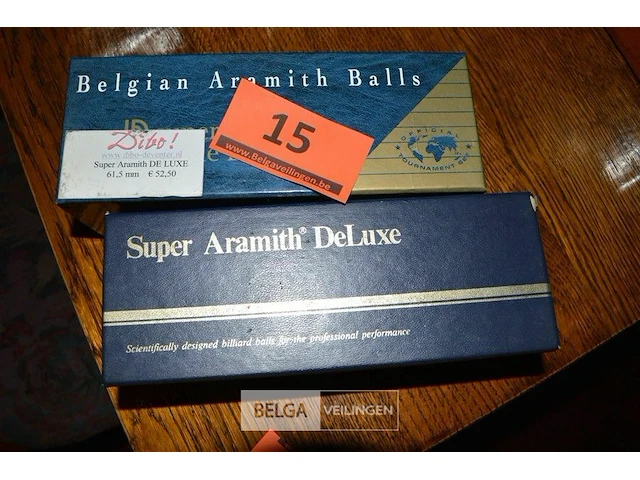 Belgian Aramith Balls
Dibo!
www.dibo-deventer.nl
Super Aramith DE LUXE
61,5 mm € 52,50
15
www.Belgaveilingen.be
OFFICIAL
TOURNAMENT
Super Aramith® DeLuxe
Scientifically designed billiard balls for the professional performance
BELGA VEILINGEN